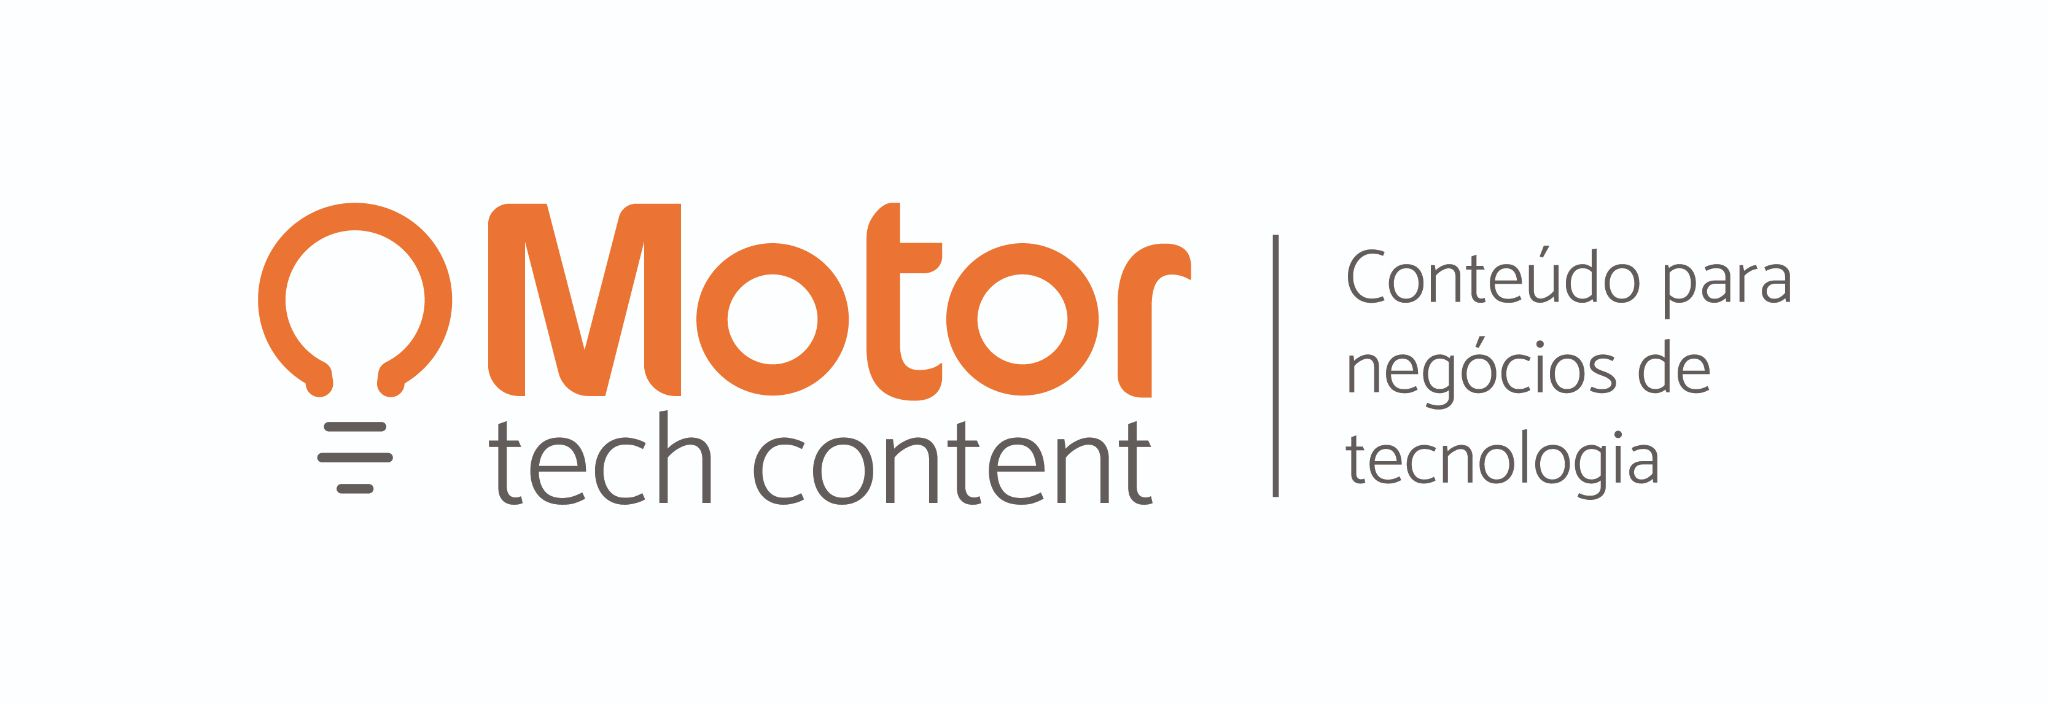 Motor
tech content
Conteúdo para
negócios de
tecnologia